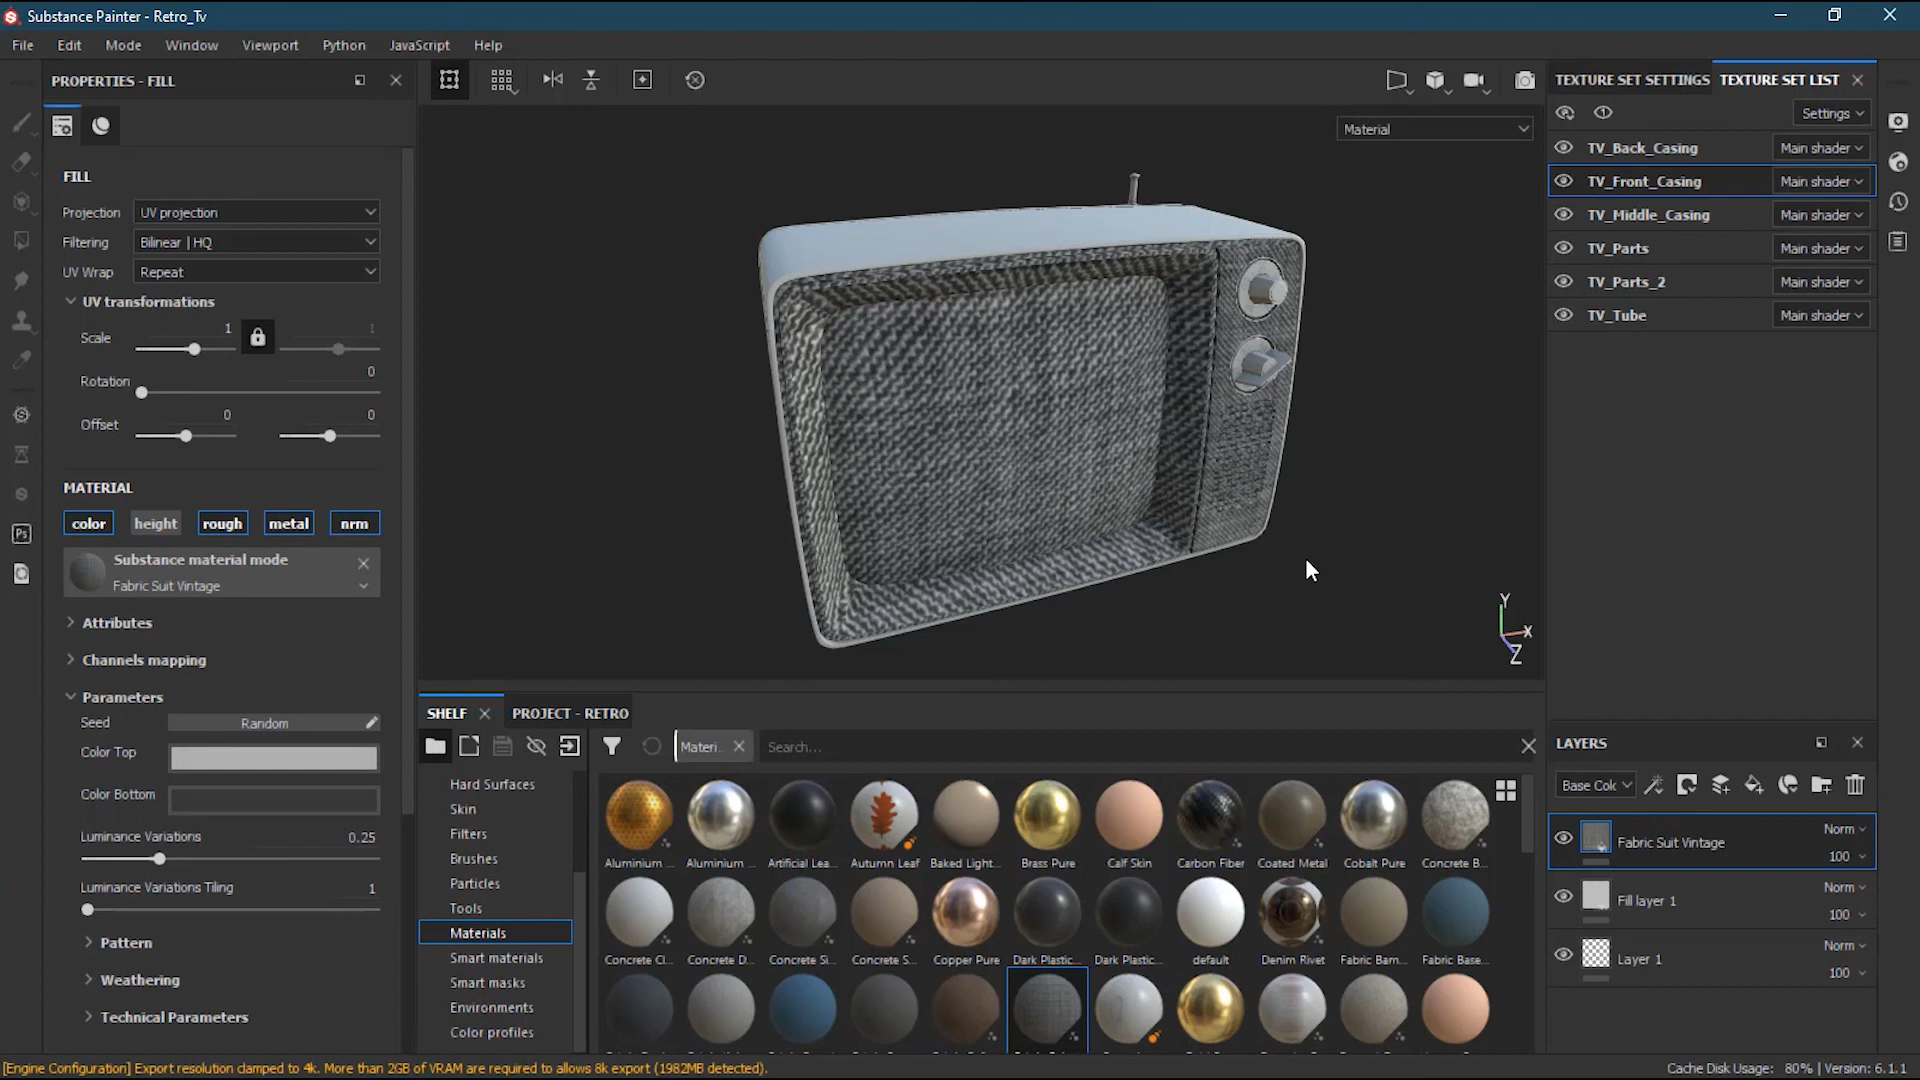 Substance Painter - Retro_Tv
File Edit Mode Window Viewport Python JavaScript Help
PROPERTIES - FILL
FILL
Projection UV projection
Filtering Bilinear | HQ
UV Wrap Repeat
UV transformations
Scale 1 1
Rotation 0
Offset 0 0
MATERIAL
color height rough metal nrm
Substance material mode
Fabric Suit Vintage
Attributes
Channels mapping
Parameters
Seed Random
Color Top
Color Bottom
Luminance Variations 0.25
Luminance Variations Tiling 1
Pattern
Weathering
Technical Parameters
Ps
Material
Y
X
Z
SHELF PROJECT - RETRO
Materi... Search...
Hard Surfaces
Skin
Filters
Brushes
Particles
Tools
Materials
Smart materials
Smart masks
Environments
Color profiles
Aluminium ... Aluminium ... Artificial Lea... Autumn Leaf Baked Light... Brass Pure Calf Skin Carbon Fiber Coated Metal Cobalt Pure Concrete B...
Concrete Cl... Concrete D... Concrete Si... Concrete S... Copper Pure Dark Plastic... Dark Plastic... default Denim Rivet Fabric Barn... Fabric Base...
TEXTURE SET SETTINGS TEXTURE SET LIST
Settings
TV_Back_Casing Main shader
TV_Front_Casing Main shader
TV_Middle_Casing Main shader
TV_Parts Main shader
TV_Parts_2 Main shader
TV_Tube Main shader
LAYERS
Base Colo
Fabric Suit Vintage Norm 100
Fill layer 1 Norm 100
Layer 1 Norm 100
[Engine Configuration] Export resolution clamped to 4k. More than 2GB of VRAM are required to allows 8k export (1982MB detected).
Cache Disk Usage: 80% | Version: 6.1.1